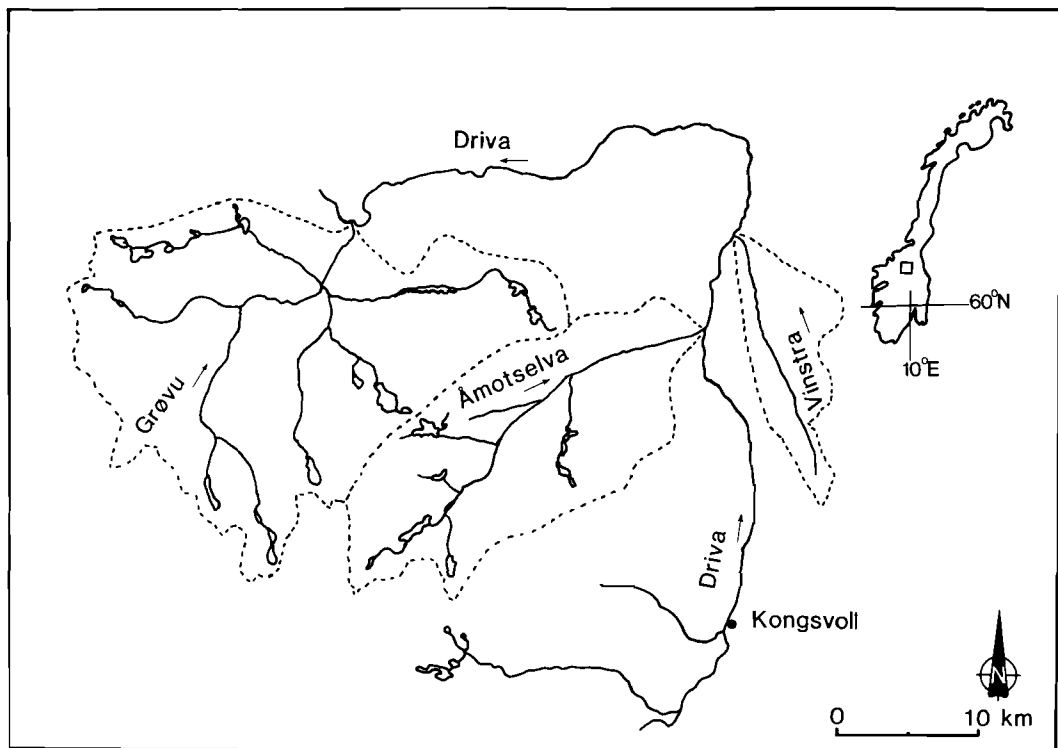 Driva
60°N
10°E
Åmotselva
Vinstra
Grøvu
Driva
Kongsvoll
N
0 10 km